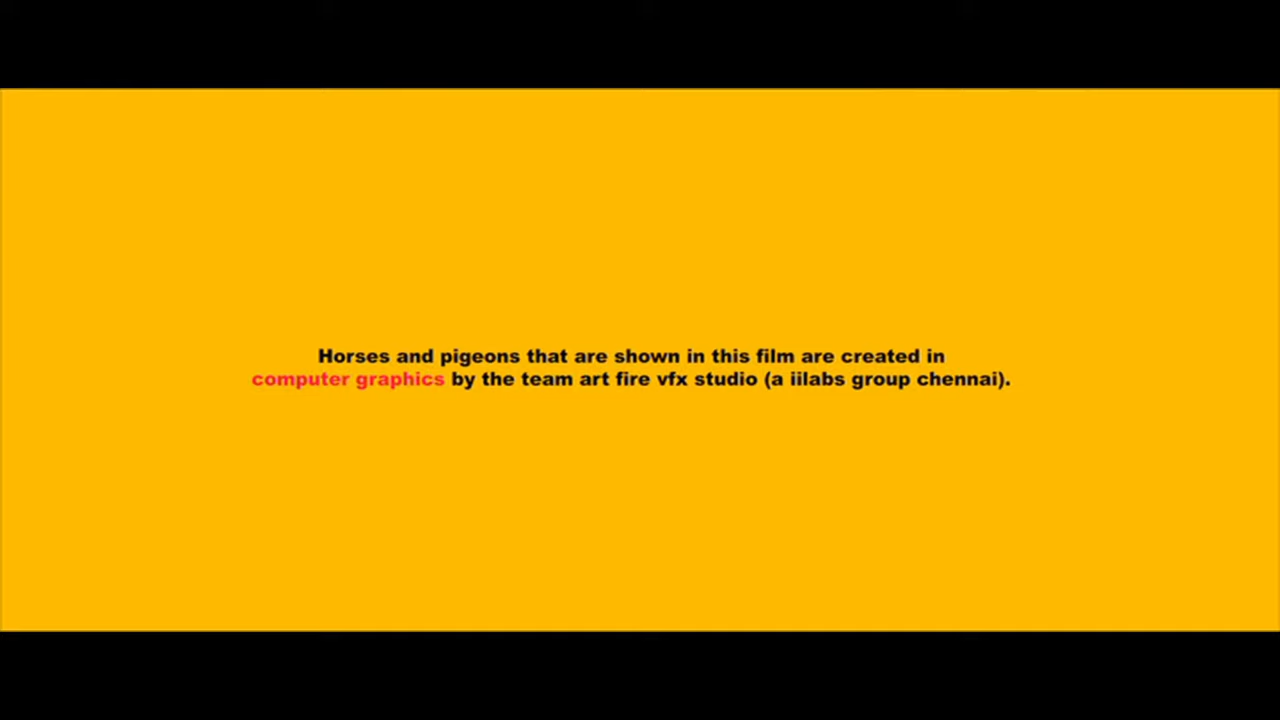 Horses and pigeons that are shown in this film are created in
computer graphics by the team art fire vfx studio (a iilabs group chennai).